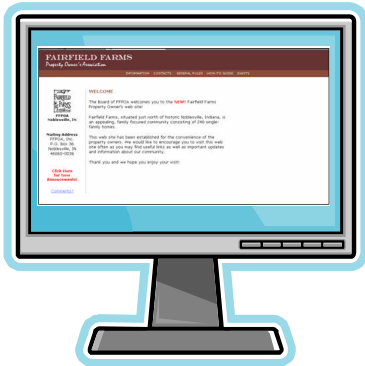 FAIRFIELD FARMS
Property Owner's Association
INFORMATION CONTACTS GENERAL RULES HOW-TO GUIDE EVENTS
FFPOA
Noblesville, IN
Mailing Address
FFPOA, Inc.
P.O. Box 36
Noblesville, IN
46060-0036
Click Here
for New
Announcements!
Comments?
WELCOME
The Board of FFPOA welcomes you to the NEW! Fairfield Farms
Property Owner's web site!
Fairfield Farms, situated just north of historic Noblesville, Indiana, is
an appealing, family focused community consisting of 246 single-
family homes.
This web site has been established for the convenience of the
property owners. We would like to encourage you to visit this web
site often as you may find useful links as well as important updates
and information about our community.
Thank you and we hope you enjoy your visit!